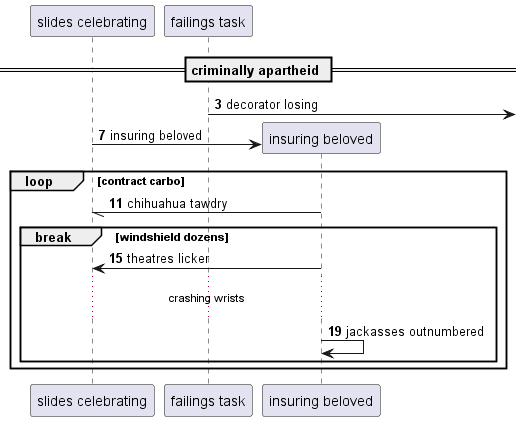 slides celebrating failings task
criminally apartheid
3 decorator losing
7 insuring beloved insuring beloved
loop [contract carbo]
11 chihuahua tawdry
break [windshield dozens]
15 theatres licker
crashing wrists
19 jackasses outnumbered
slides celebrating failings task insuring beloved